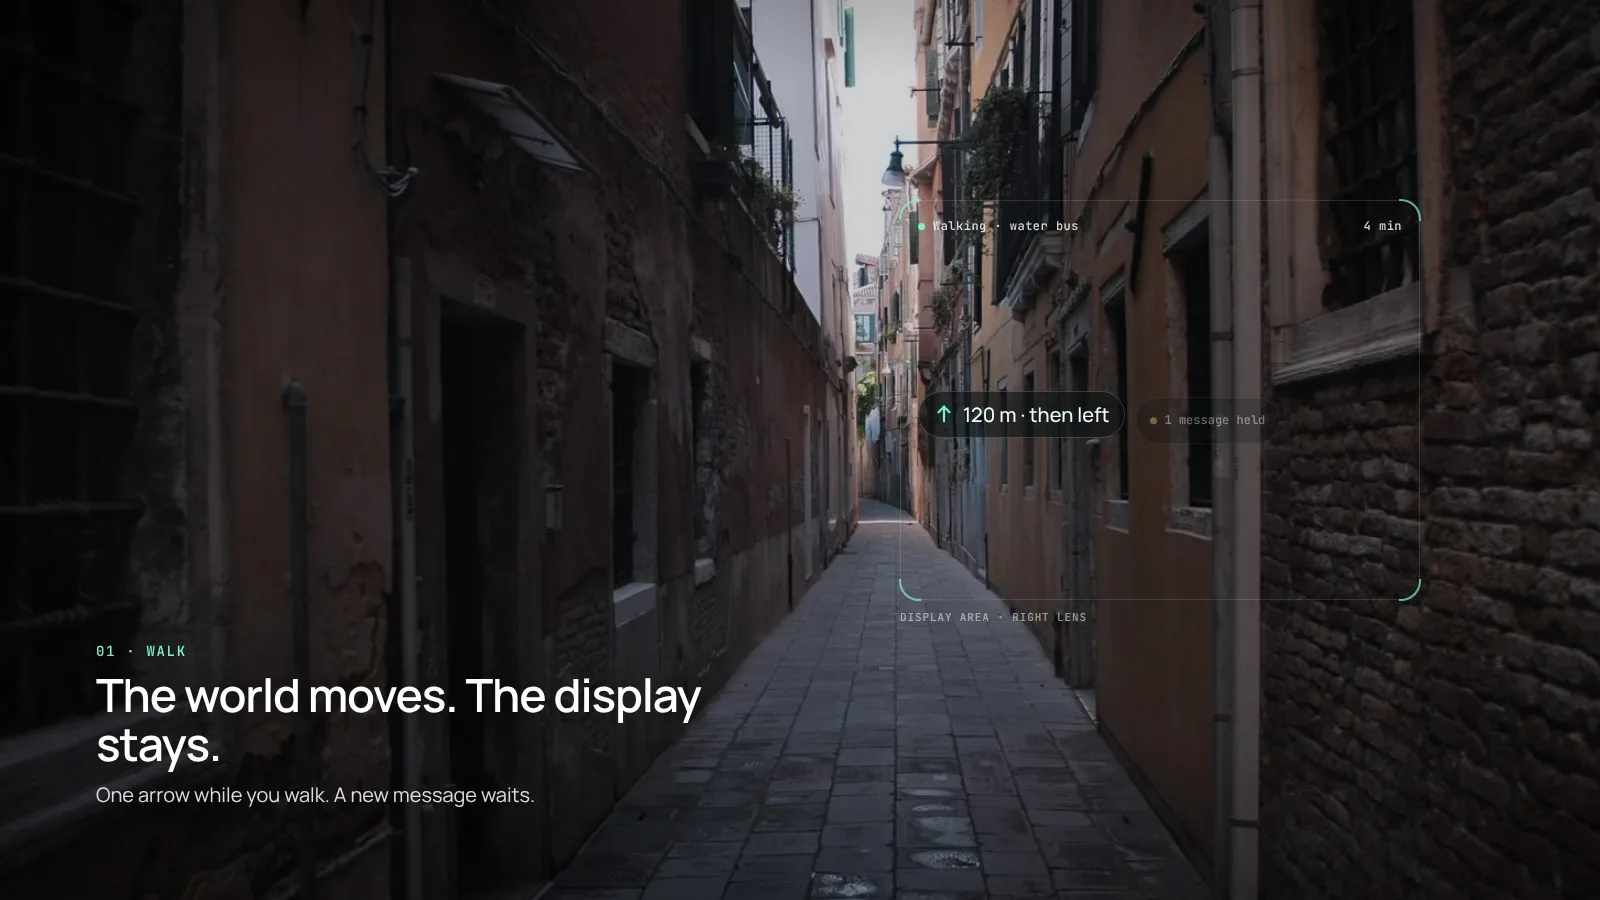 Walking · water bus
4 min
↑ 120 m · then left
1 message held
DISPLAY AREA · RIGHT LENS
01 · WALK
The world moves. The display
stays.
One arrow while you walk. A new message waits.